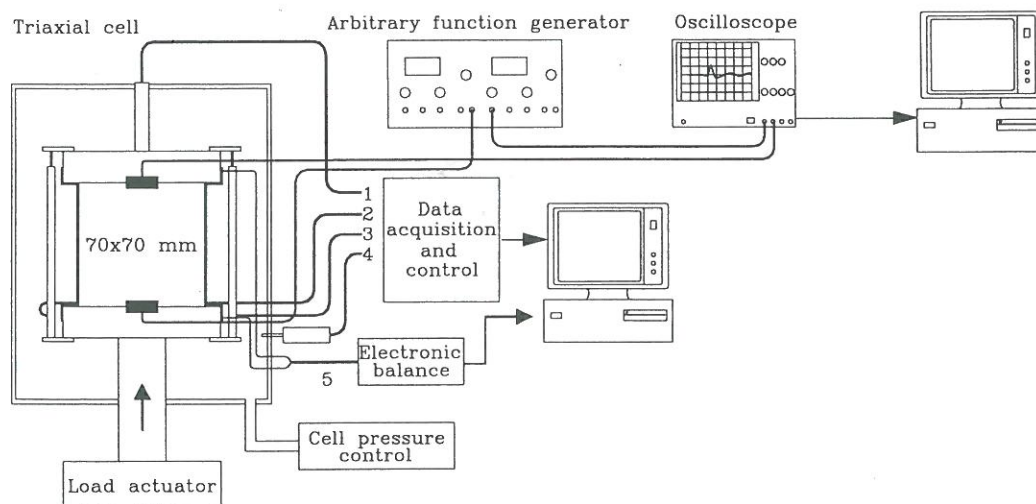 Triaxial cell
Arbitrary function generator
Oscilloscope
1
2
3
4
Data
acquisition
and
control
70x70 mm
5
Electronic
balance
Cell pressure
control
Load actuator